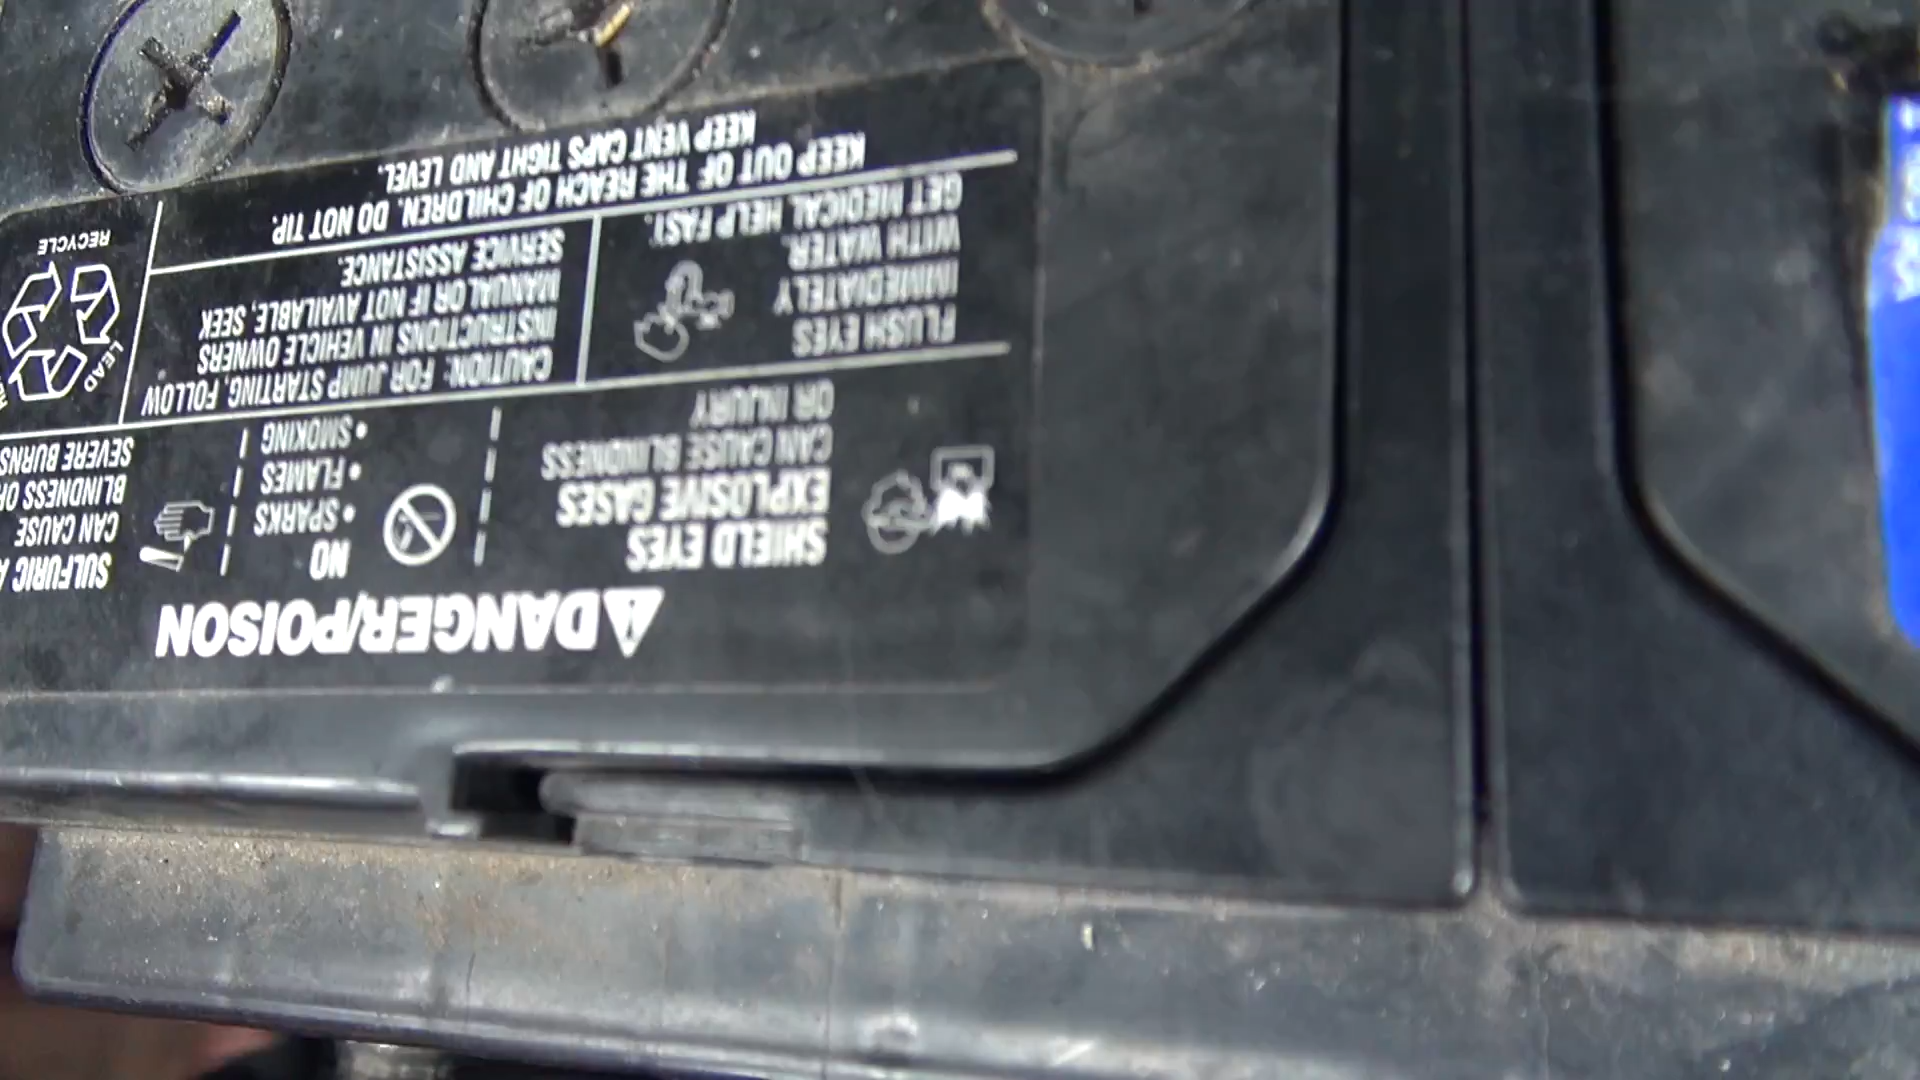 DANGER/POISON
SHIELD EYES
EXPLOSIVE GASES
CAN CAUSE BLINDNESS
OR INJURY
NO
• SPARKS
• FLAMES
• SMOKING
SULFURIC
CAN CAUSE
BLINDNESS OR
SEVERE BURNS
FLUSH EYES
IMMEDIATELY
WITH WATER.
GET MEDICAL HELP FAST.
CAUTION: FOR JUMP STARTING, FOLLOW
INSTRUCTIONS IN VEHICLE OWNERS
MANUAL OR IF NOT AVAILABLE, SEEK
SERVICE ASSISTANCE.
LEAD
RECYCLE
KEEP OUT OF THE REACH OF CHILDREN. DO NOT TIP.
KEEP VENT CAPS TIGHT AND LEVEL.